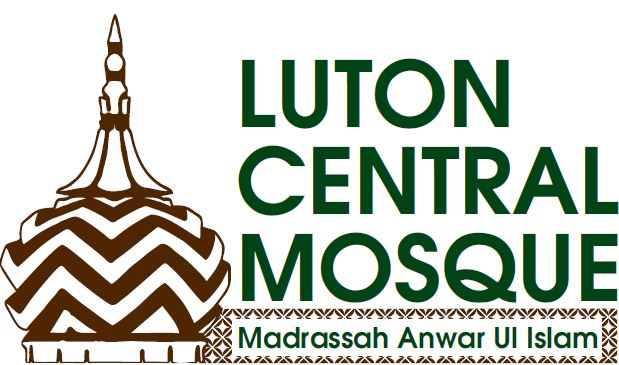 LUTON
CENTRAL
MOSQUE
Madrassah Anwar Ul Islam